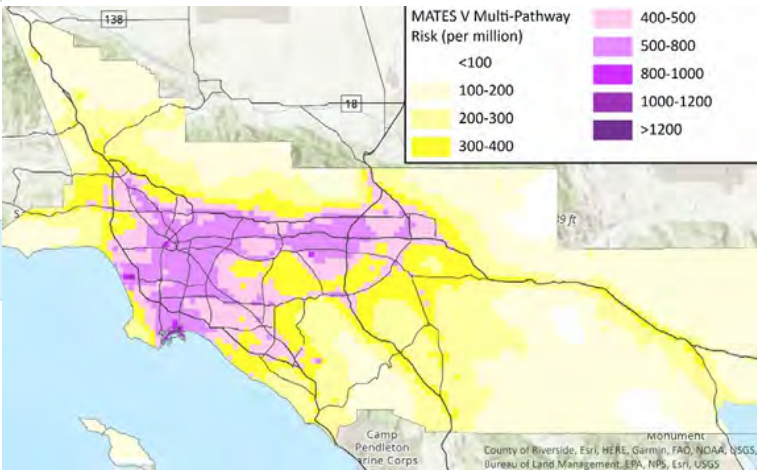 MATES V Multi-Pathway
Risk (per million)
<100
100-200
200-300
300-400
400-500
500-800
800-1000
1000-1200
>1200
138
18
39 ft
S
Camp
Pendleton
arine Corps
Monument
County of Riverside, Esri, HERE, Garmin, FAO, NOAA, USGS,
Bureau of Land Management, EPA, NPS, Esri, USGS